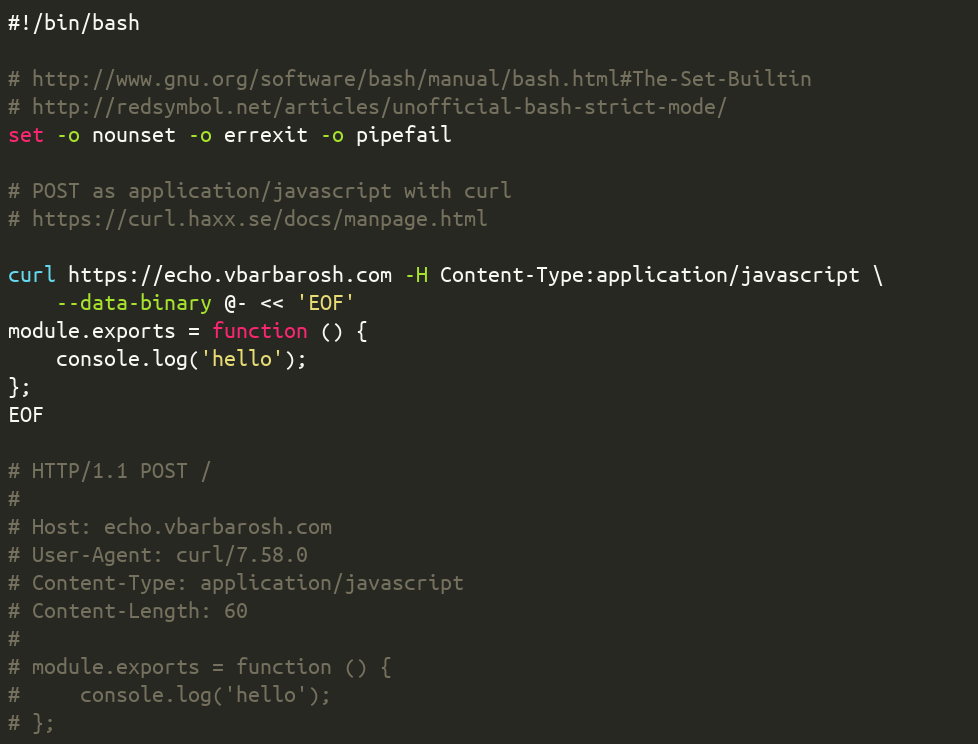 #!/bin/bash

# http://www.gnu.org/software/bash/manual/bash.html#The-Set-Builtin
# http://redsymbol.net/articles/unofficial-bash-strict-mode/
set -o nounset -o errexit -o pipefail

# POST as application/javascript with curl
# https://curl.haxx.se/docs/manpage.html

curl https://echo.vbarbarosh.com -H Content-Type:application/javascript \
    --data-binary @- << 'EOF'
module.exports = function () {
    console.log('hello');
};
EOF

# HTTP/1.1 POST /
#
# Host: echo.vbarbarosh.com
# User-Agent: curl/7.58.0
# Content-Type: application/javascript
# Content-Length: 60
#
# module.exports = function () {
#     console.log('hello');
# };